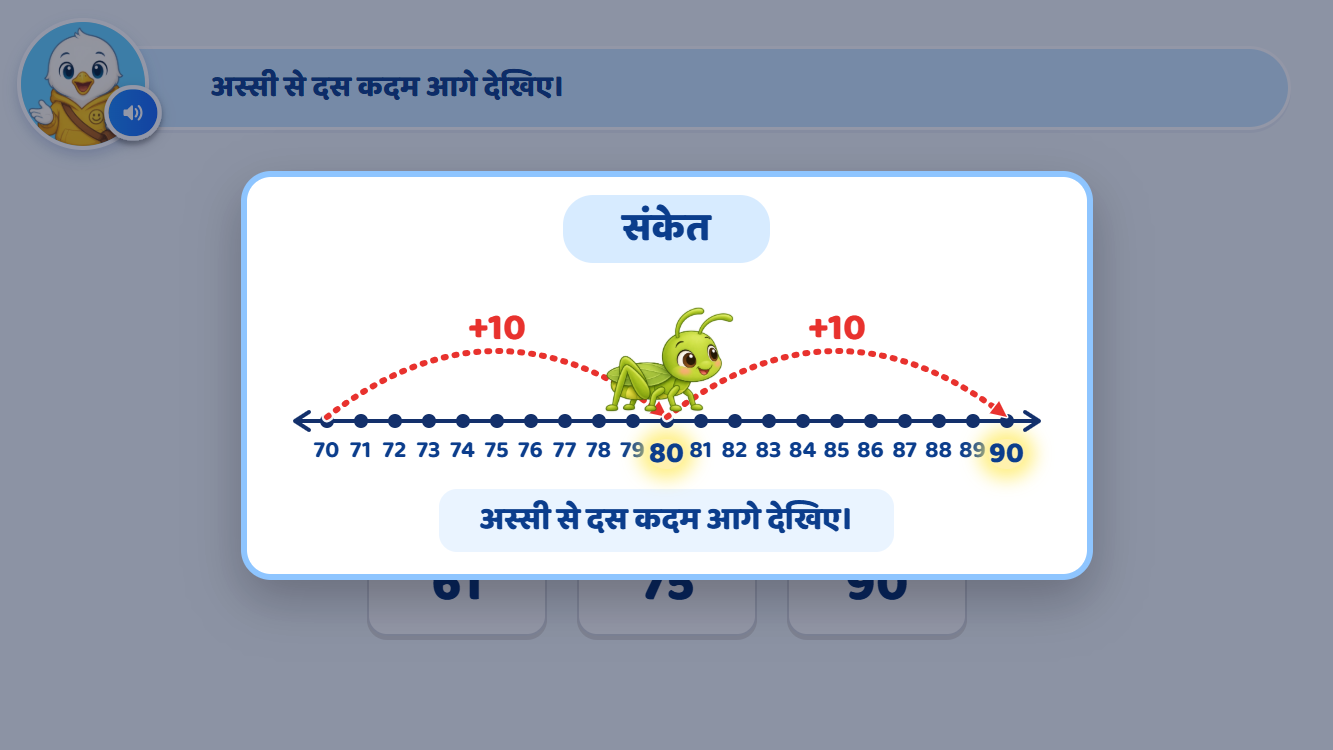 अस्सी से दस कदम आगे देखिए।
संकेत
+10 +10
70 71 72 73 74 75 76 77 78 79 80 81 82 83 84 85 86 87 88 89 90
अस्सी से दस कदम आगे देखिए।
61 75 90